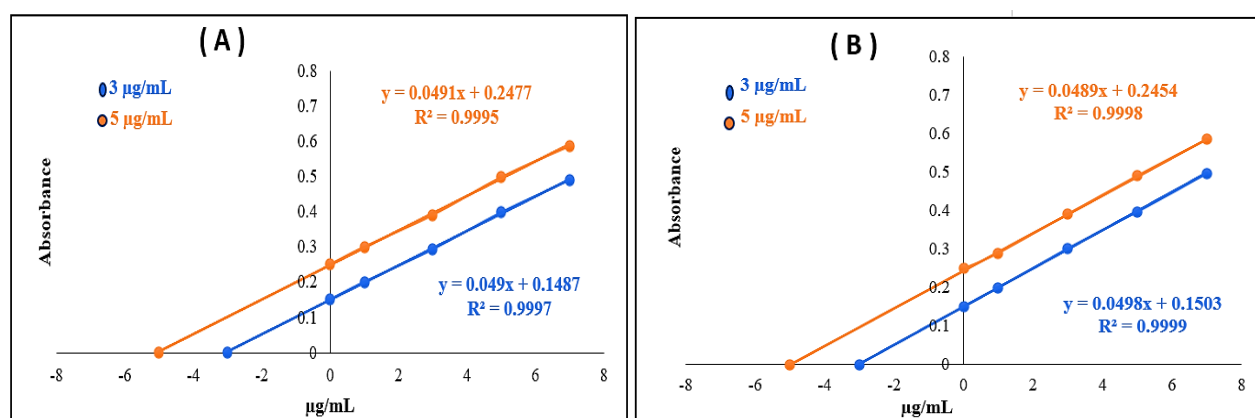 ( A )
3 µg/mL
5 µg/mL
y = 0.0491x + 0.2477
R² = 0.9995
y = 0.049x + 0.1487
R² = 0.9997
Absorbance
0.8
0.7
0.6
0.5
0.4
0.3
0.2
0.1
0
-8 -6 -4 -2 0 2 4 6 8
µg/mL
( B )
3 µg/mL
5 µg/mL
y = 0.0489x + 0.2454
R² = 0.9998
y = 0.0498x + 0.1503
R² = 0.9999
Absorbance
0.8
0.7
0.6
0.5
0.4
0.3
0.2
0.1
0
-8 -6 -4 -2 0 2 4 6 8
µg/mL